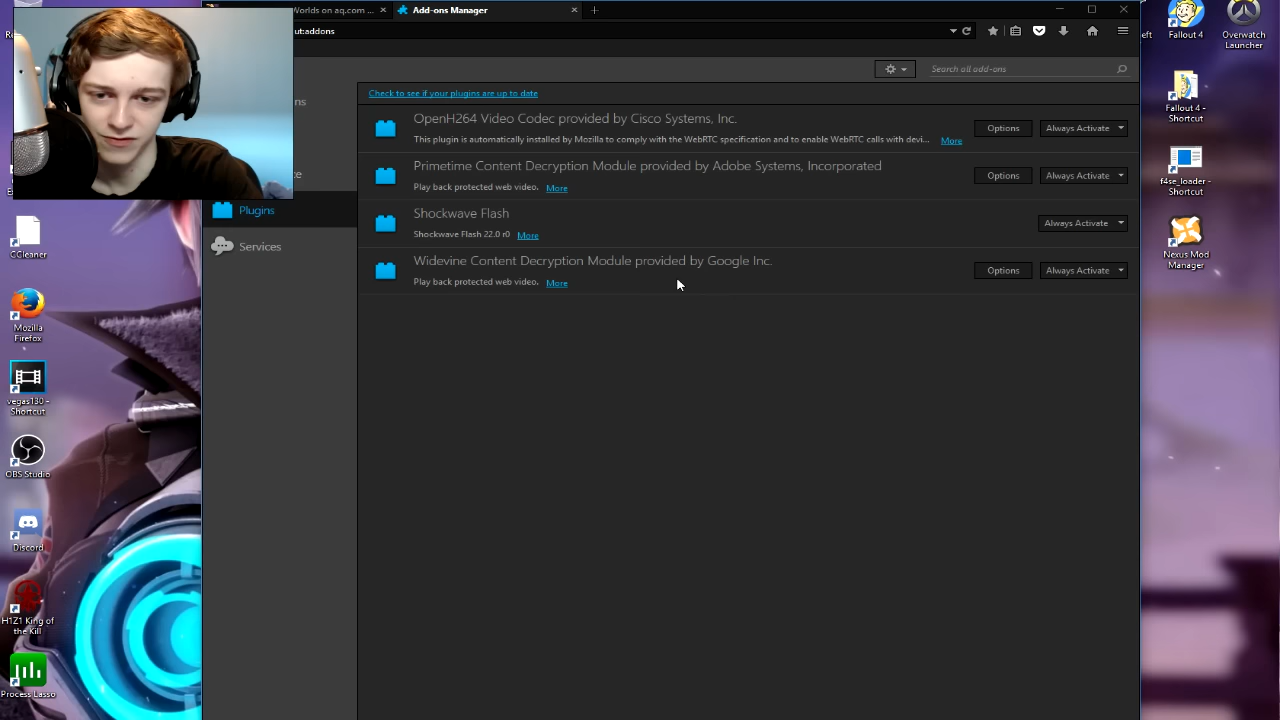 Worlds on aq.com ...
Add-ons Manager
ut:addons
Search all add-ons
Check to see if your plugins are up to date
OpenH264 Video Codec provided by Cisco Systems, Inc.
This plugin is automatically installed by Mozilla to comply with the WebRTC specification and to enable WebRTC calls with devi...
More
Options
Always Activate
Primetime Content Decryption Module provided by Adobe Systems, Incorporated
Play back protected web video.
More
Options
Always Activate
Shockwave Flash
Shockwave Flash 22.0 r0
More
Always Activate
Widevine Content Decryption Module provided by Google Inc.
Play back protected web video.
More
Options
Always Activate
Plugins
Services
CCleaner
Mozilla
Firefox
vegas130 -
Shortcut
OBS Studio
Discord
H1Z1 King of
the Kill
Process Lasso
Fallout 4
Overwatch
Launcher
Fallout 4 -
Shortcut
f4se_loader -
Shortcut
Nexus Mod
Manager